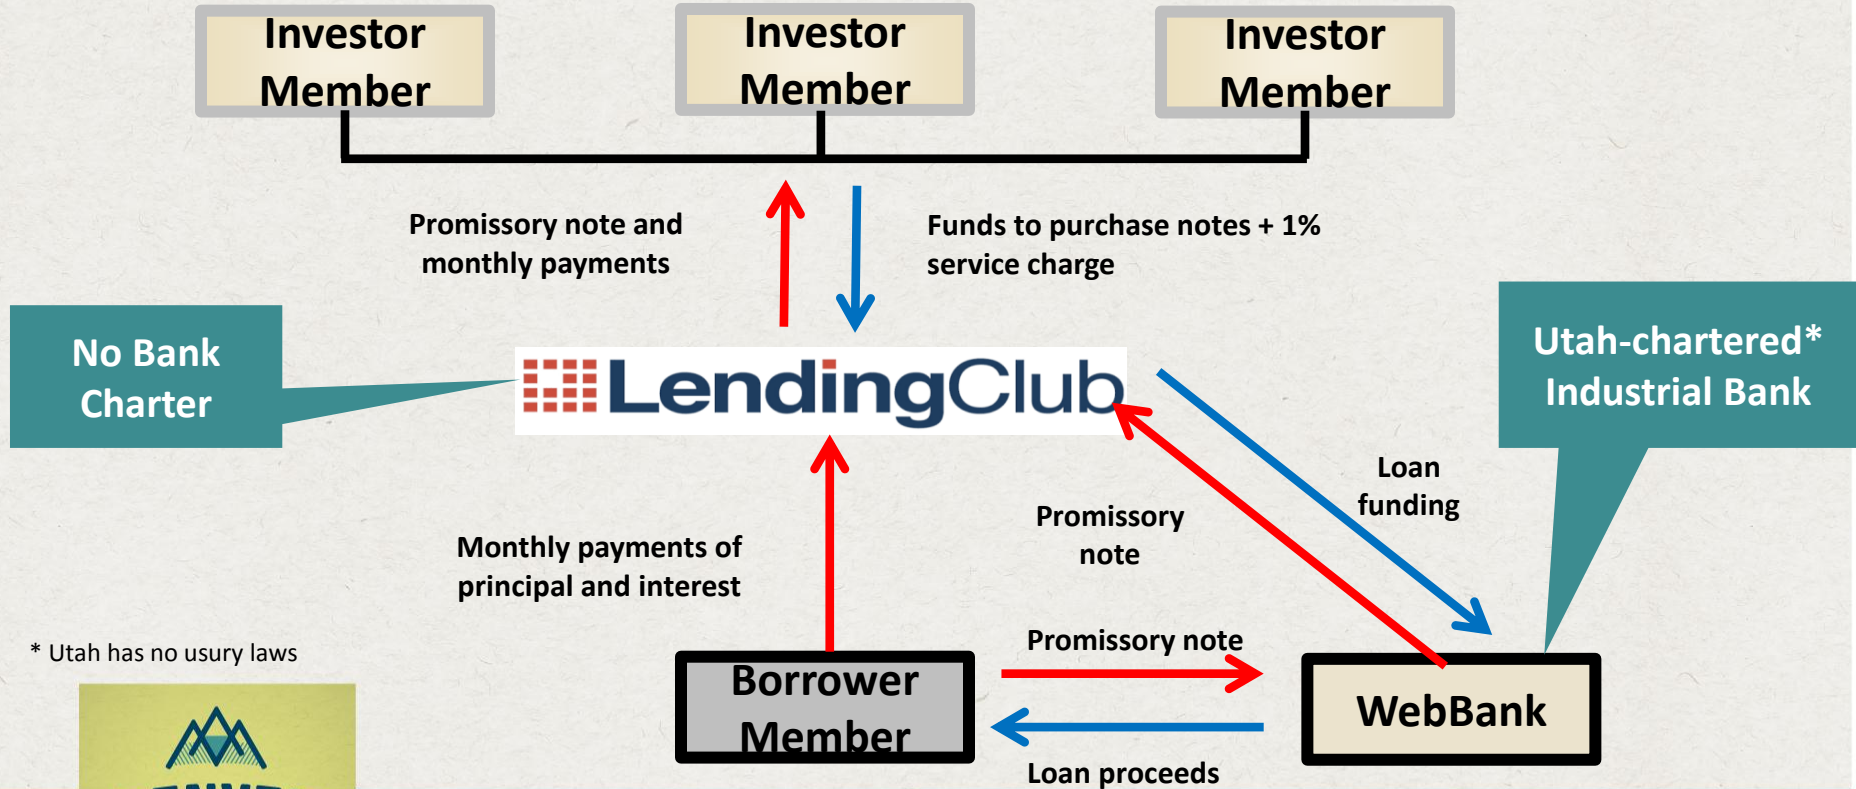 Investor
Member
Investor
Member
Investor
Member
Promissory note and
monthly payments
Funds to purchase notes + 1%
service charge
No Bank
Charter
LendingClub
Utah-chartered*
Industrial Bank
Loan
funding
Promissory
note
Monthly payments of
principal and interest
* Utah has no usury laws
Promissory note
Borrower
Member
WebBank
Loan proceeds